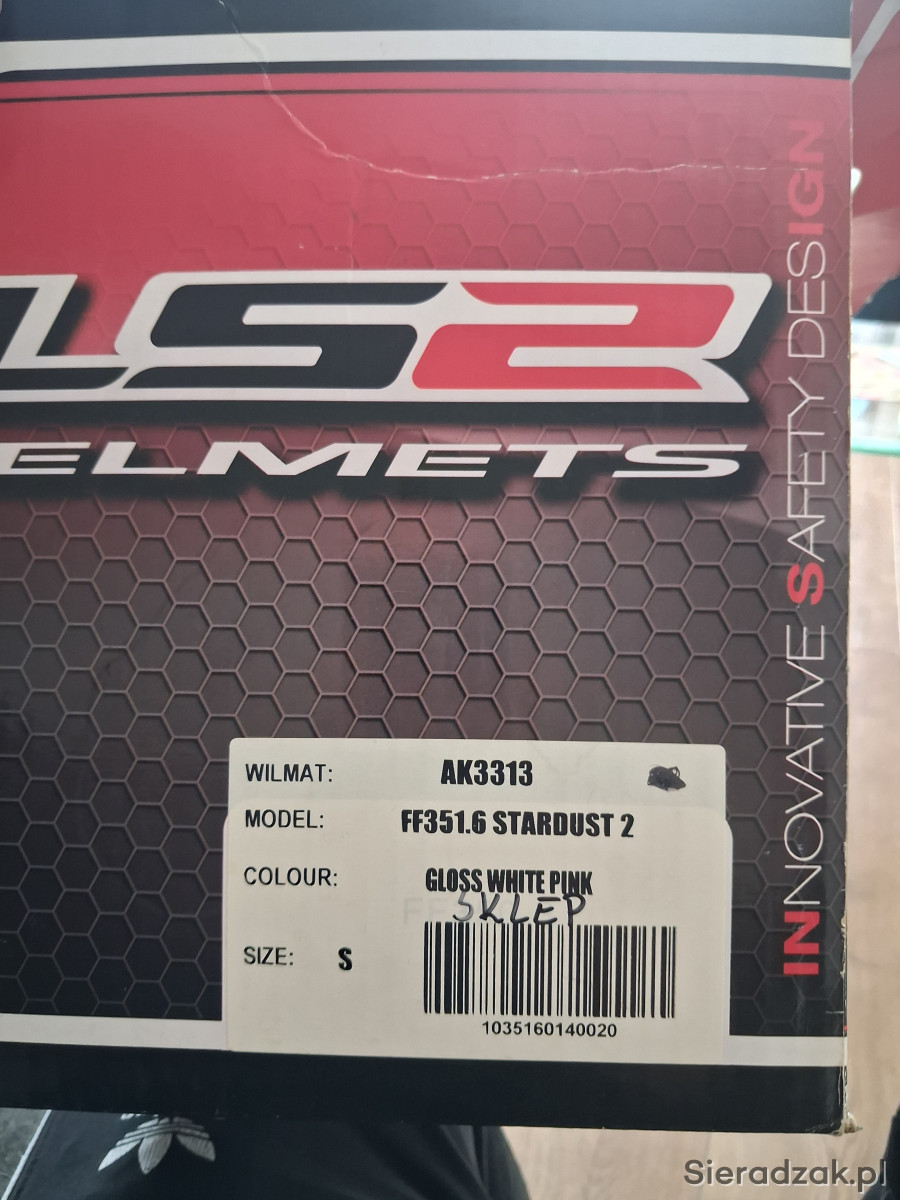 LS2
ELMETS
INNOVATIVE SAFETY DESIGN
WILMAT: AK3313
MODEL: FF351.6 STARDUST 2
COLOUR: GLOSS WHITE PINK
SKLEP
SIZE: S
1035160140020
Sieradzak.pl